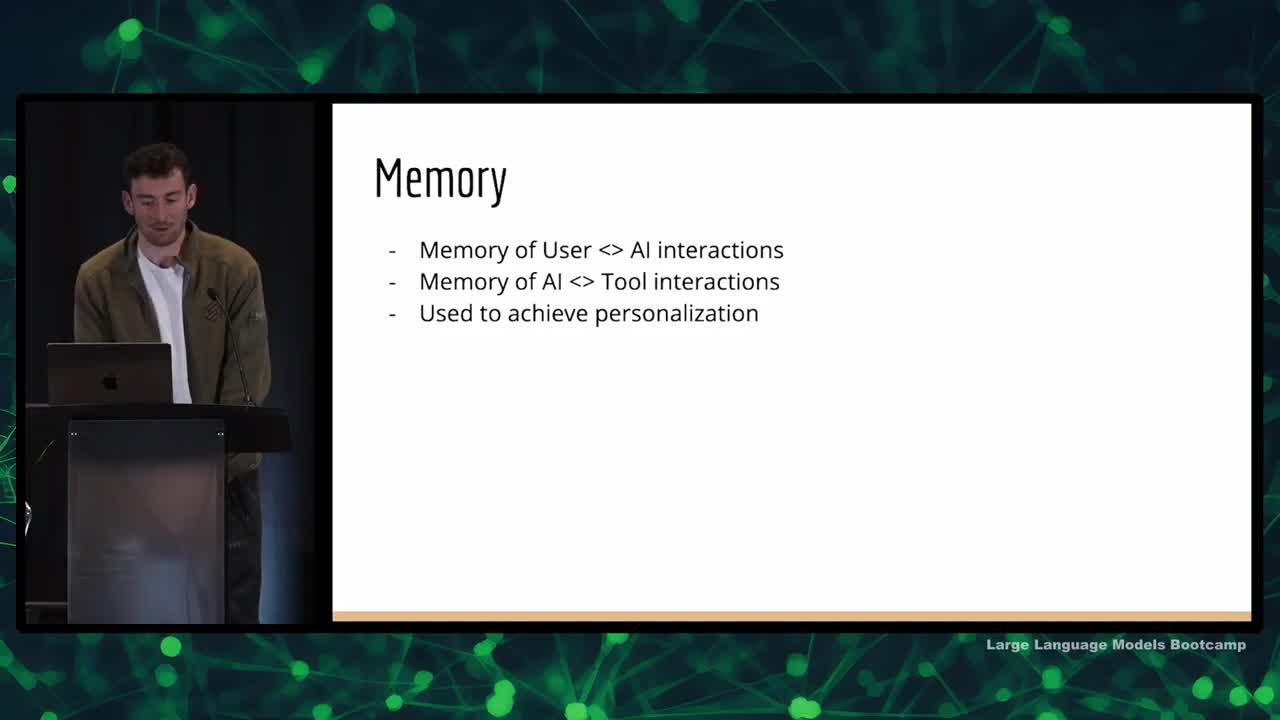 Memory
- Memory of User <> AI interactions
- Memory of AI <> Tool interactions
- Used to achieve personalization
Large Language Models Bootcamp